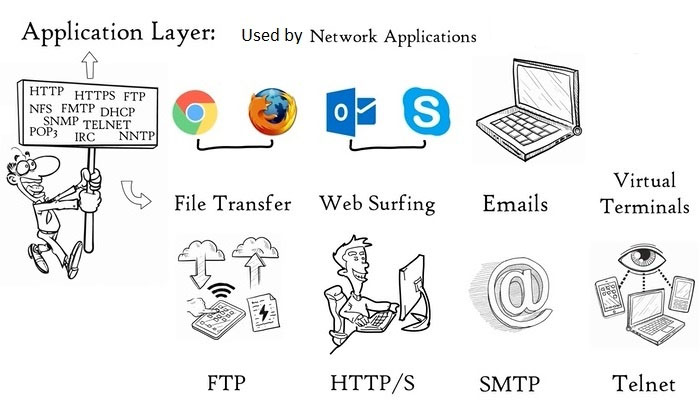 Application Layer: Used by Network Applications
HTTP HTTPS FTP
NFS FMTP DHCP
SNMP TELNET
POP3 IRC NNTP
O
S
File Transfer Web Surfing Emails Virtual Terminals
@
FTP HTTP/S SMTP Telnet